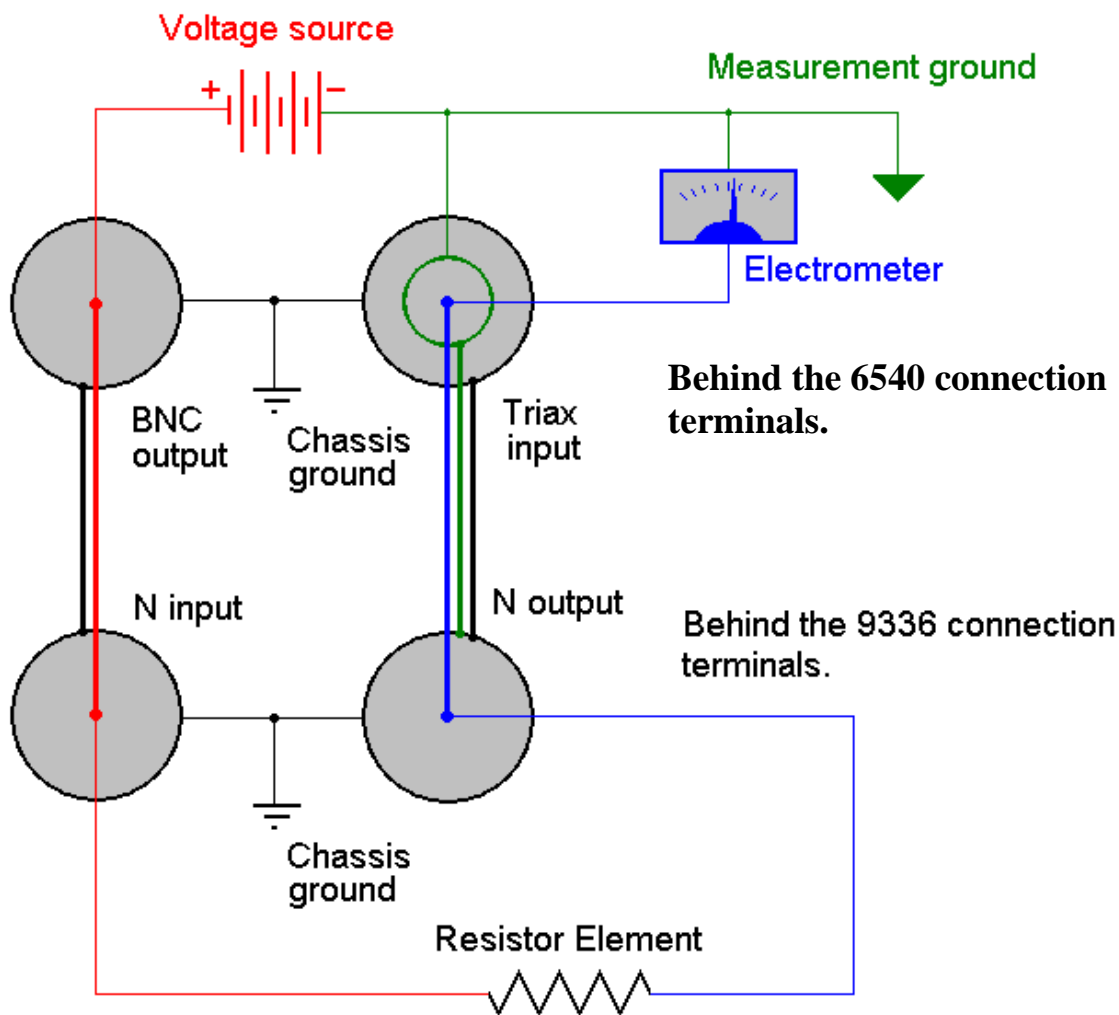 Voltage source
Measurement ground
+ −
Electrometer
Behind the 6540 connection
terminals.
BNC
output
Chassis
ground
Triax
input
N input
N output
Behind the 9336 connection
terminals.
Chassis
ground
Resistor Element